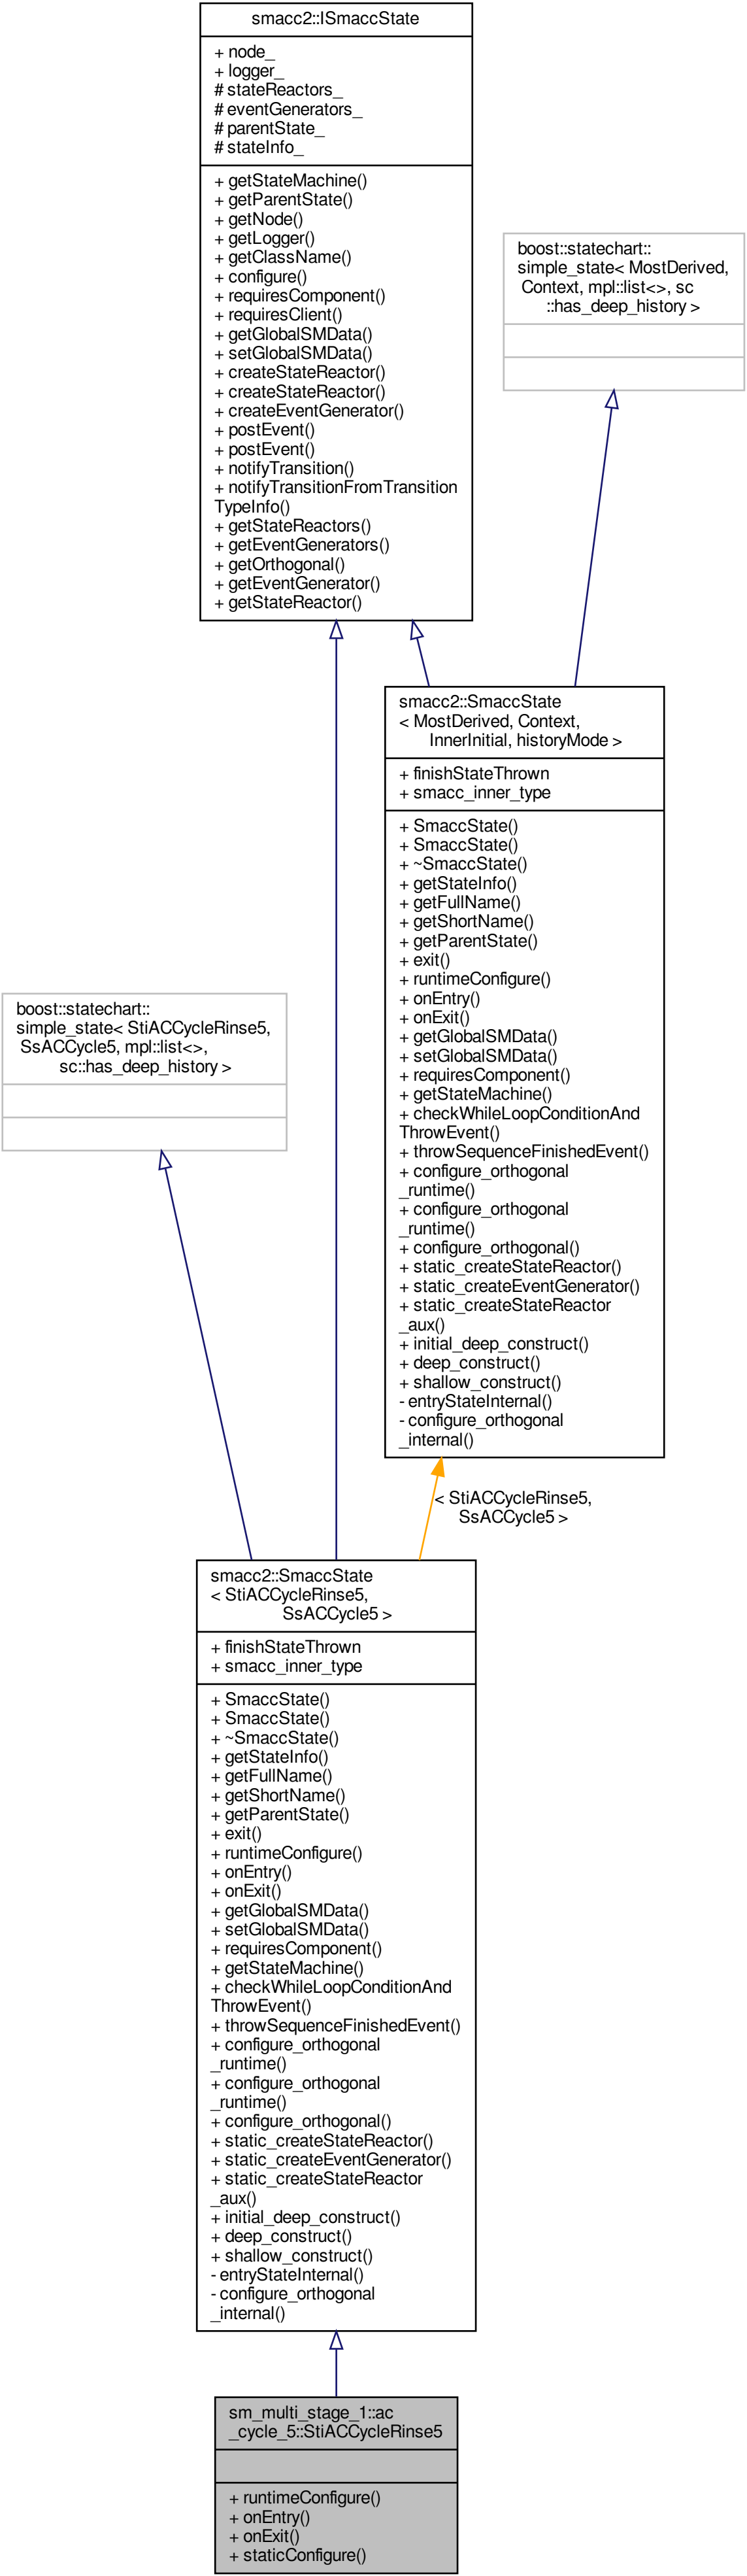 smacc2::ISmaccState
+ node_
+ logger_
# stateReactors_
# eventGenerators_
# parentState_
# stateInfo_
+ getStateMachine()
+ getParentState()
+ getNode()
+ getLogger()
+ getClassName()
+ configure()
+ requiresComponent()
+ requiresClient()
+ getGlobalSMData()
+ setGlobalSMData()
+ createStateReactor()
+ createStateReactor()
+ createEventGenerator()
+ postEvent()
+ postEvent()
+ notifyTransition()
+ notifyTransitionFromTransition
TypeInfo()
+ getStateReactors()
+ getEventGenerators()
+ getOrthogonal()
+ getEventGenerator()
+ getStateReactor()
boost::statechart::
simple_state< MostDerived,
Context, mpl::list<>, sc
::has_deep_history >
smacc2::SmaccState
< MostDerived, Context,
InnerInitial, historyMode >
+ finishStateThrown
+ smacc_inner_type
+ SmaccState()
+ SmaccState()
+ ~SmaccState()
+ getStateInfo()
+ getFullName()
+ getShortName()
+ getParentState()
+ exit()
+ runtimeConfigure()
+ onEntry()
+ onExit()
+ getGlobalSMData()
+ setGlobalSMData()
+ requiresComponent()
+ getStateMachine()
+ checkWhileLoopConditionAnd
ThrowEvent()
+ throwSequenceFinishedEvent()
+ configure_orthogonal
_runtime()
+ configure_orthogonal
_runtime()
+ configure_orthogonal()
+ static_createStateReactor()
+ static_createEventGenerator()
+ static_createStateReactor
_aux()
+ initial_deep_construct()
+ deep_construct()
+ shallow_construct()
- entryStateInternal()
- configure_orthogonal
_internal()
boost::statechart::
simple_state< StiACCycleRinse5,
SsACCycle5, mpl::list<>,
sc::has_deep_history >
< StiACCycleRinse5,
SsACCycle5 >
smacc2::SmaccState
< StiACCycleRinse5,
SsACCycle5 >
+ finishStateThrown
+ smacc_inner_type
+ SmaccState()
+ SmaccState()
+ ~SmaccState()
+ getStateInfo()
+ getFullName()
+ getShortName()
+ getParentState()
+ exit()
+ runtimeConfigure()
+ onEntry()
+ onExit()
+ getGlobalSMData()
+ setGlobalSMData()
+ requiresComponent()
+ getStateMachine()
+ checkWhileLoopConditionAnd
ThrowEvent()
+ throwSequenceFinishedEvent()
+ configure_orthogonal
_runtime()
+ configure_orthogonal
_runtime()
+ configure_orthogonal()
+ static_createStateReactor()
+ static_createEventGenerator()
+ static_createStateReactor
_aux()
+ initial_deep_construct()
+ deep_construct()
+ shallow_construct()
- entryStateInternal()
- configure_orthogonal
_internal()
sm_multi_stage_1::ac
_cycle_5::StiACCycleRinse5
+ runtimeConfigure()
+ onEntry()
+ onExit()
+ staticConfigure()